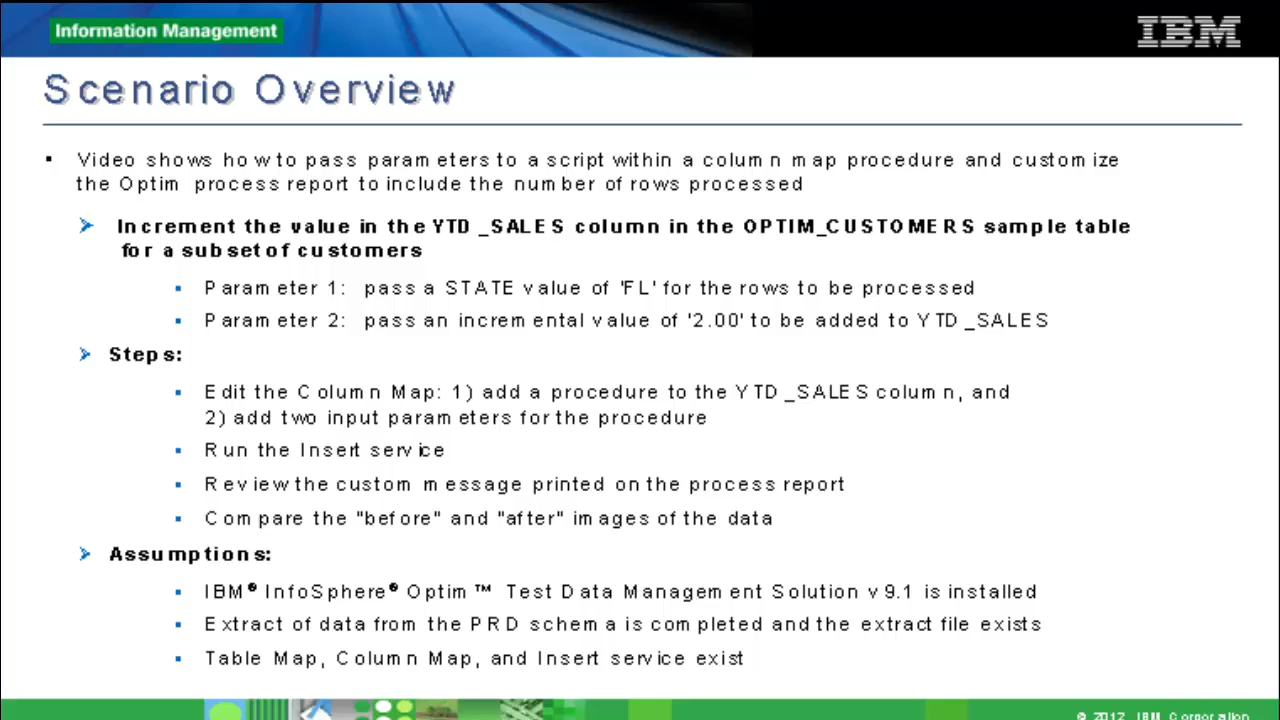 Information Management
IBM
Scenario Overview
▪ Video shows how to pass parameters to a script within a column map procedure and customize
the Optim process report to include the number of rows processed
➢ Increment the value in the YTD_SALES column in the OPTIM_CUSTOMERS sample table
for a subset of customers
▪ Parameter 1: pass a STATE value of 'FL' for the rows to be processed
▪ Parameter 2: pass an incremental value of '2.00' to be added to YTD_SALES
➢ Steps:
▪ Edit the Column Map: 1) add a procedure to the YTD_SALES column, and
2) add two input parameters for the procedure
▪ Run the Insert service
▪ Review the custom message printed on the process report
▪ Compare the "before" and "after" images of the data
➢ Assumptions:
▪ IBM® InfoSphere® Optim™ Test Data Management Solution v9.1 is installed
▪ Extract of data from the PRD schema is completed and the extract file exists
▪ Table Map, Column Map, and Insert service exist
© 2012 IBM Corporation